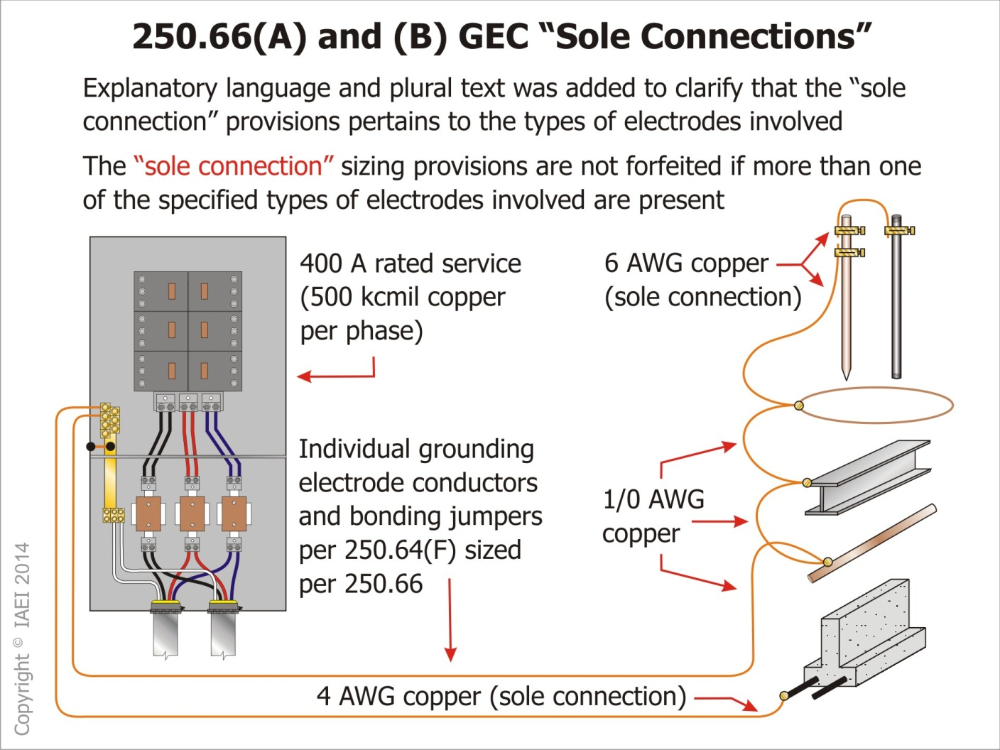 250.66(A) and (B) GEC “Sole Connections”
Explanatory language and plural text was added to clarify that the “sole
connection” provisions pertains to the types of electrodes involved
The “sole connection” sizing provisions are not forfeited if more than one
of the specified types of electrodes involved are present
400 A rated service
(500 kcmil copper
per phase)
6 AWG copper
(sole connection)
Individual grounding
electrode conductors
and bonding jumpers
per 250.64(F) sized
per 250.66
1/0 AWG
copper
4 AWG copper (sole connection)
Copyright © IAEI 2014